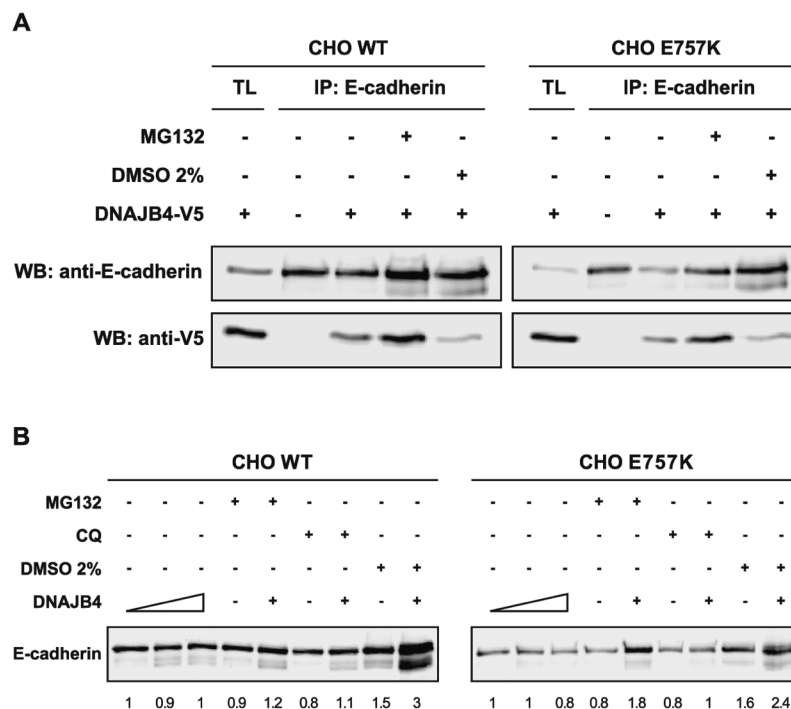 A
CHO WT CHO E757K
TL IP: E-cadherin TL IP: E-cadherin
MG132 - - - + - - - - + -
DMSO 2% - - - - + - - - - +
DNAJB4-V5 + - + + + + - + + +
WB: anti-E-cadherin
WB: anti-V5
B
CHO WT CHO E757K
MG132 - - - + + - - - - - - - + + - - - -
CQ - - - - - + + - - - - - - - + + - -
DMSO 2% - - - - - - - + + - - - - - - - + +
DNAJB4 - + - + - + - + - + - +
E-cadherin
1 0.9 1 0.9 1.2 0.8 1.1 1.5 3 1 1 0.8 0.8 1.8 0.8 1 1.6 2.4